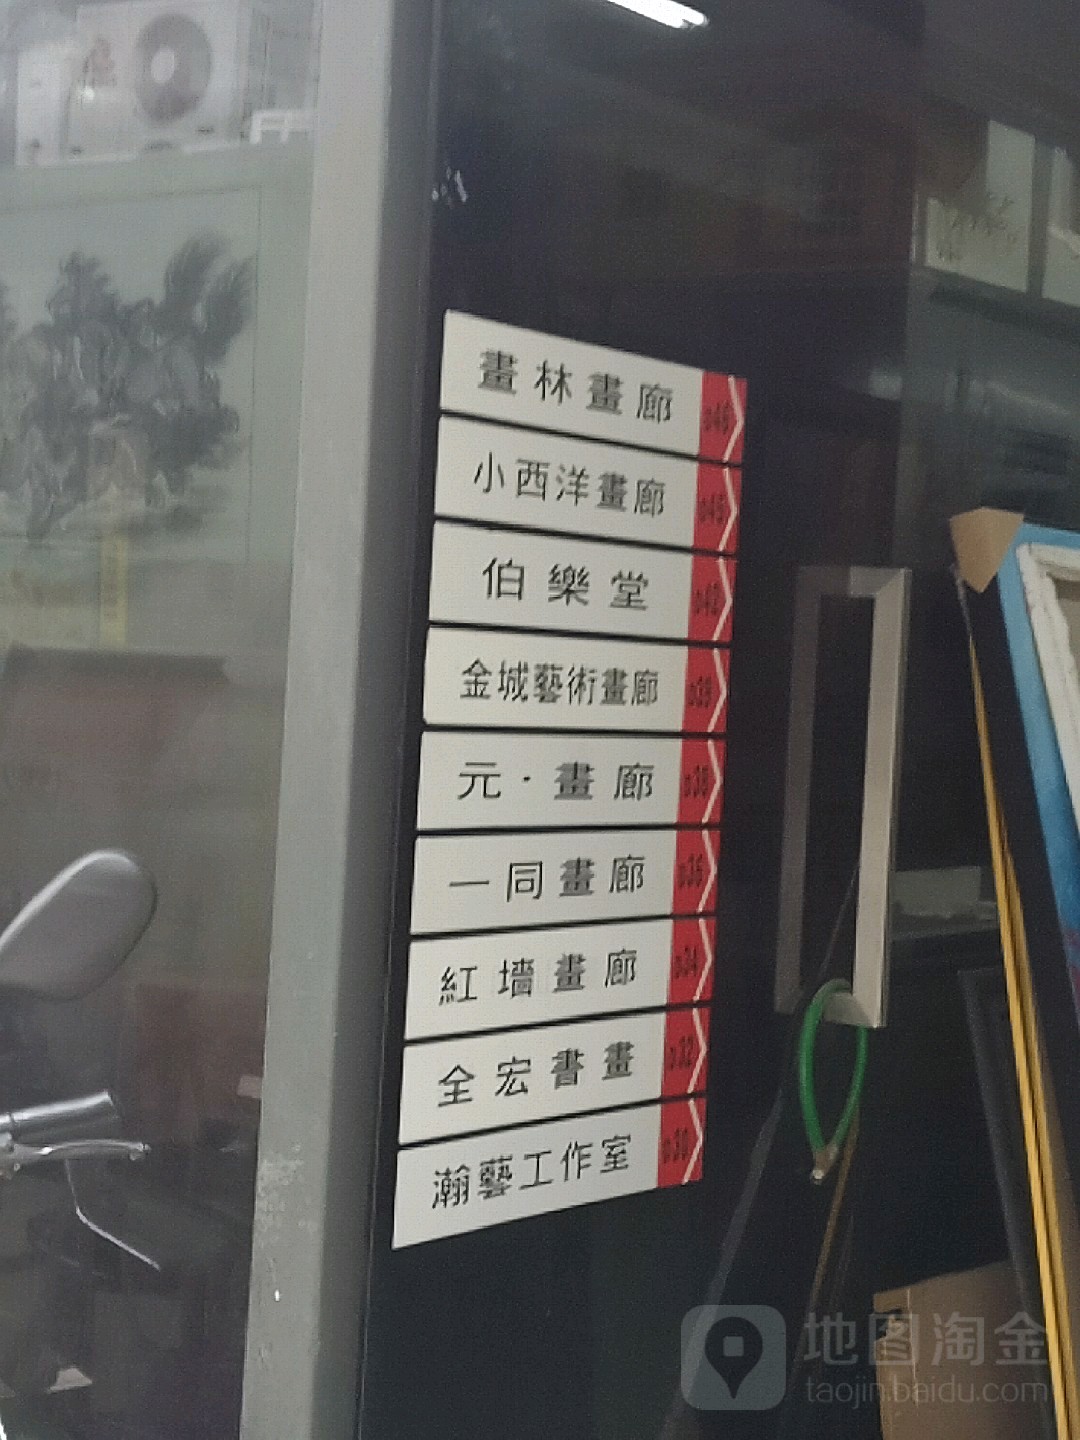 畫林畫廊
小西洋畫廊
伯樂堂
金城藝術畫廊
元·畫廊
一同畫廊
紅墻畫廊
全宏書畫
瀚藝工作室
地图淘金
taojin.baidu.com